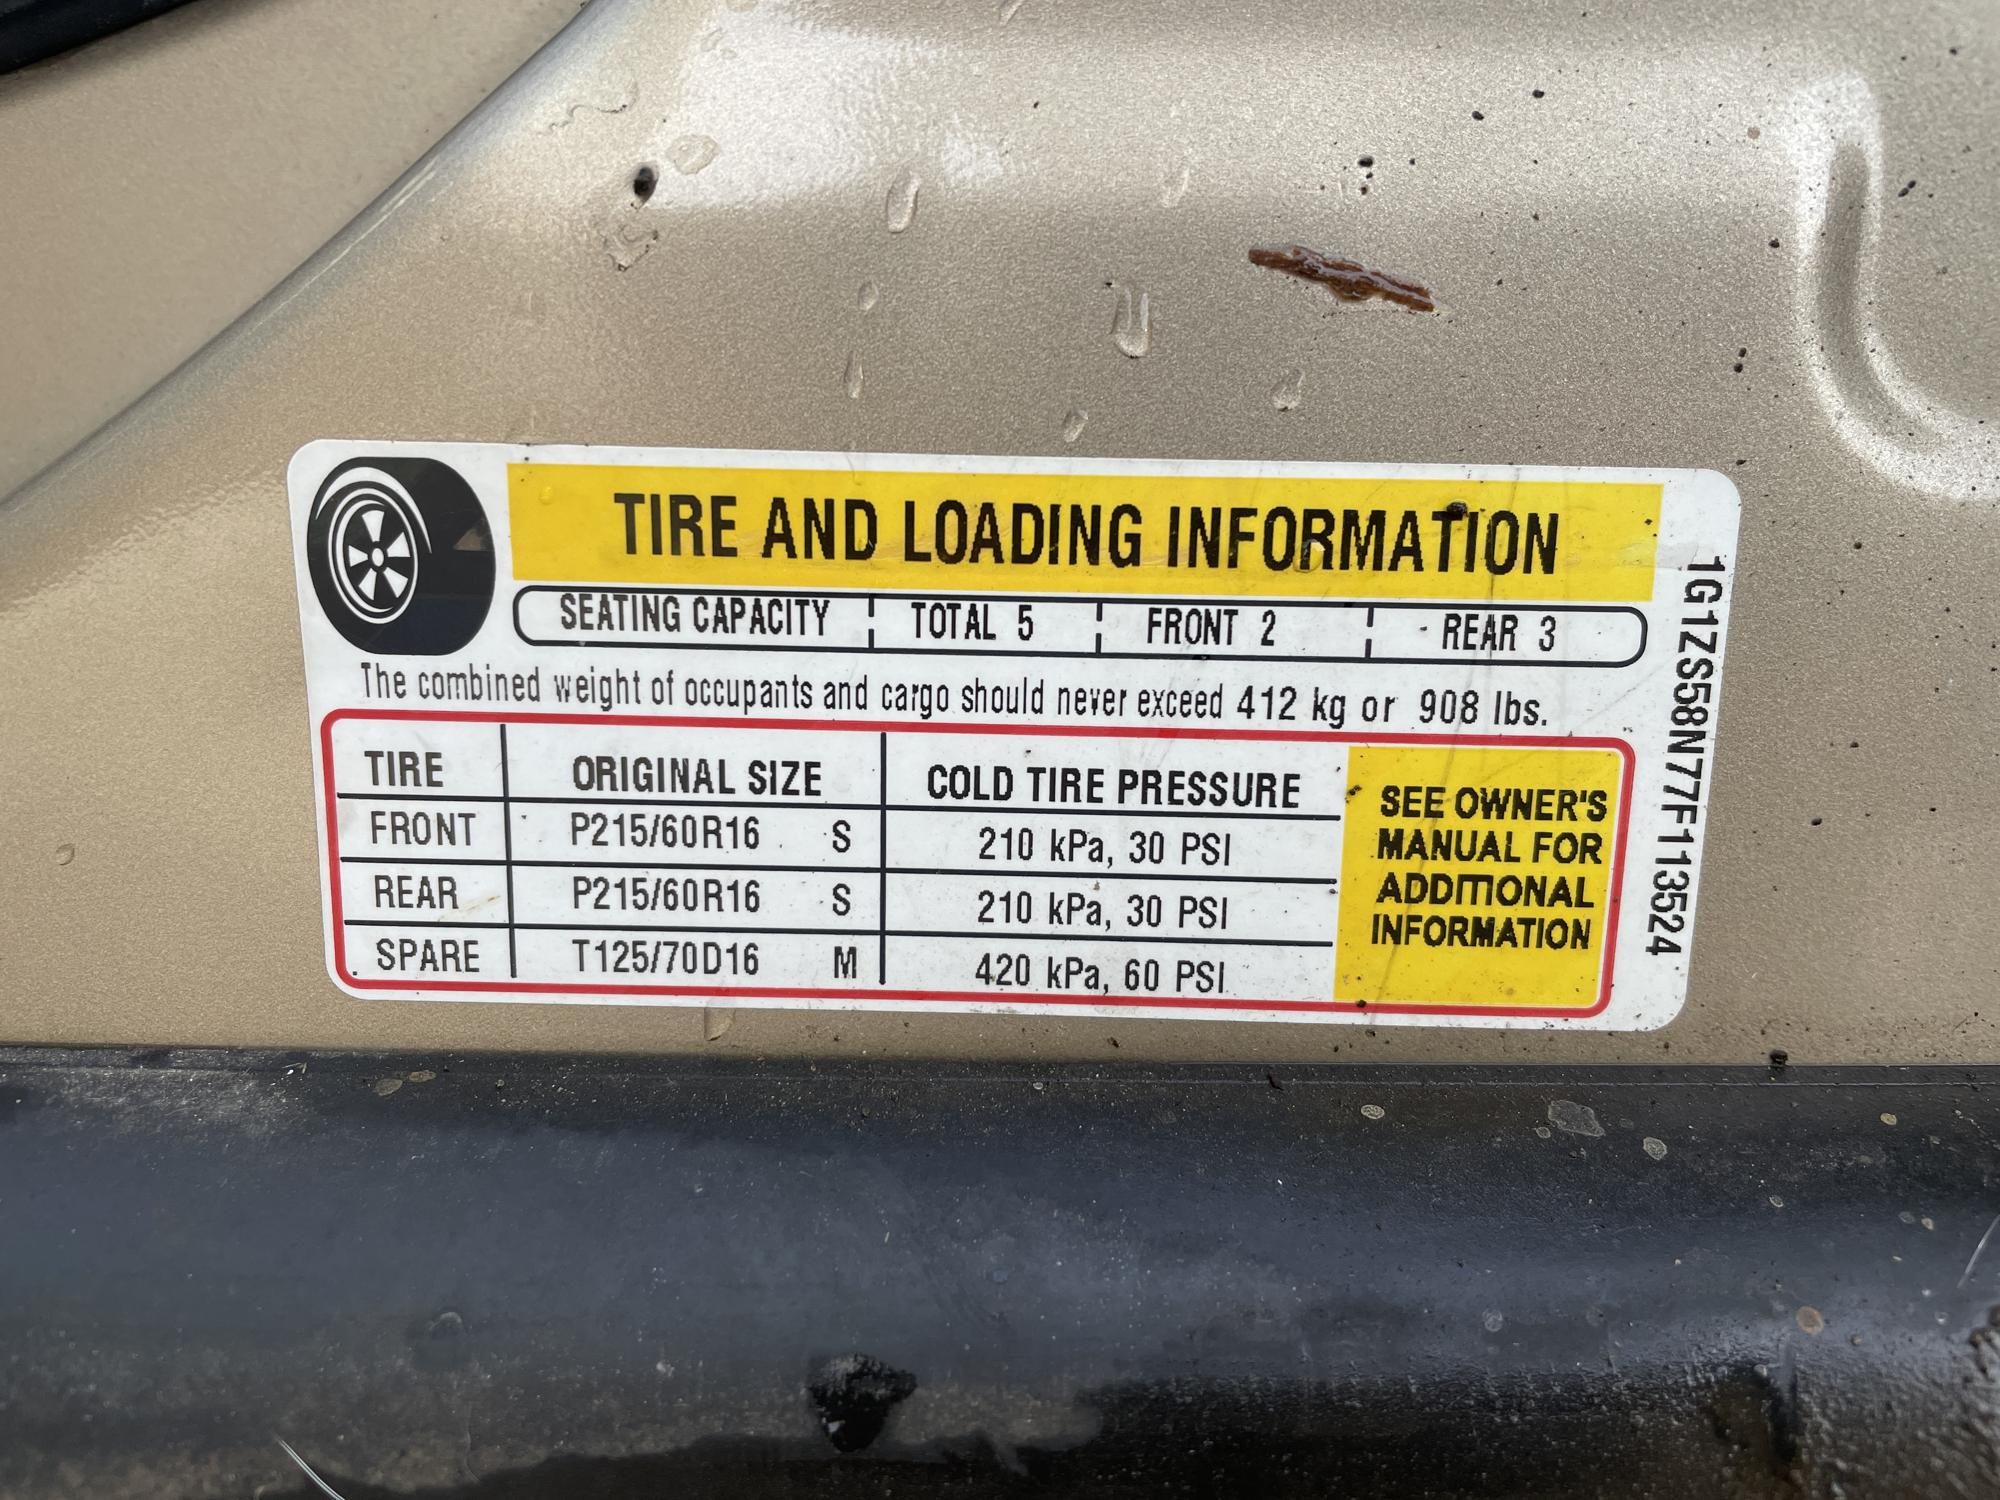 TIRE AND LOADING INFORMATION
SEATING CAPACITY TOTAL 5 FRONT 2 REAR 3
The combined weight of occupants and cargo should never exceed 412 kg or 908 lbs.
TIRE ORIGINAL SIZE COLD TIRE PRESSURE
FRONT P215/60R16 S 210 kPa, 30 PSI
REAR P215/60R16 S 210 kPa, 30 PSI
SPARE T125/70D16 M 420 kPa, 60 PSI
SEE OWNER'S
MANUAL FOR
ADDITIONAL
INFORMATION
1G1ZS58N77F113524